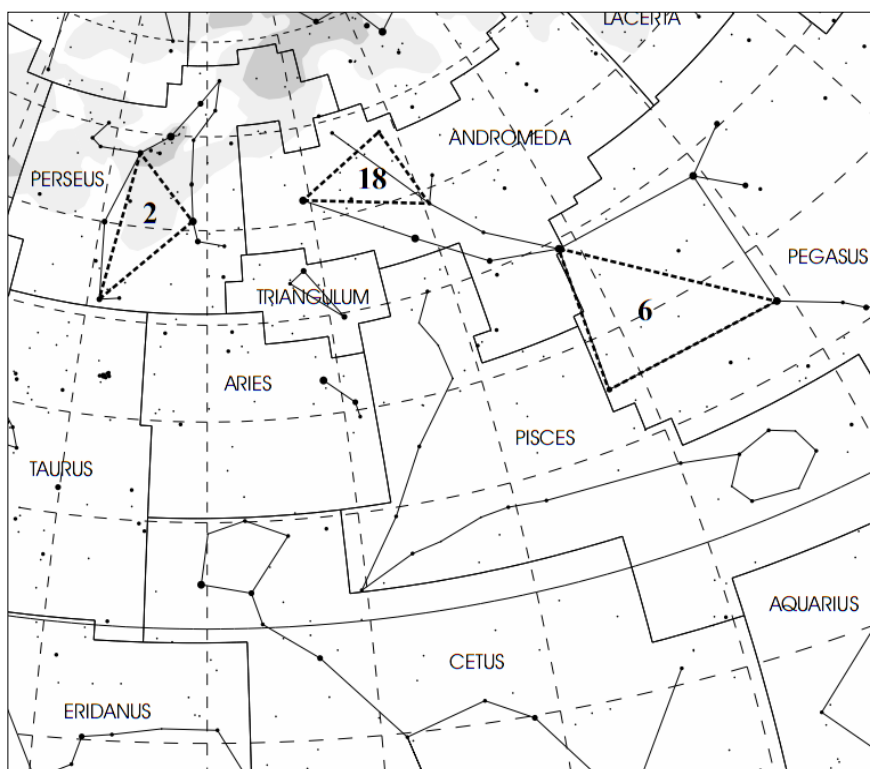 LACERTA
ANDROMEDA
PERSEUS
18
2
PEGASUS
TRIANGULUM
6
ARIES
PISCES
TAURUS
AQUARIUS
CETUS
ERIDANUS